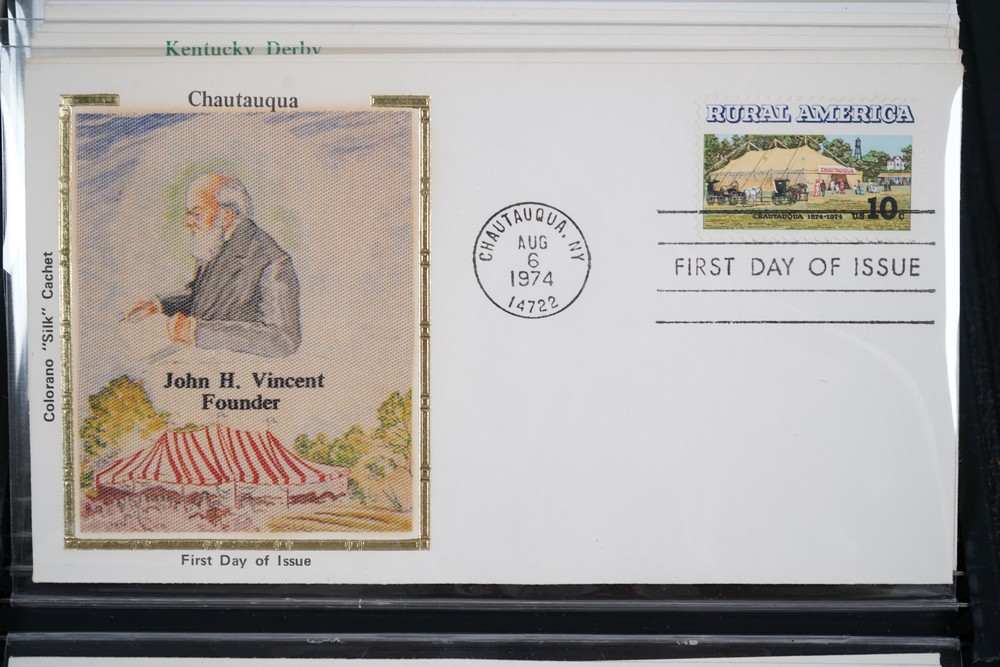 Kentucky Derby
Chautauqua
Colorano "Silk" Cachet
John H. Vincent
Founder
First Day of Issue
CHAUTAUQUA, NY
AUG
6
1974
14722
RURAL AMERICA
CHAUTAUQUA
CHAUTAUQUA 1874-1974 US 10c
FIRST DAY OF ISSUE